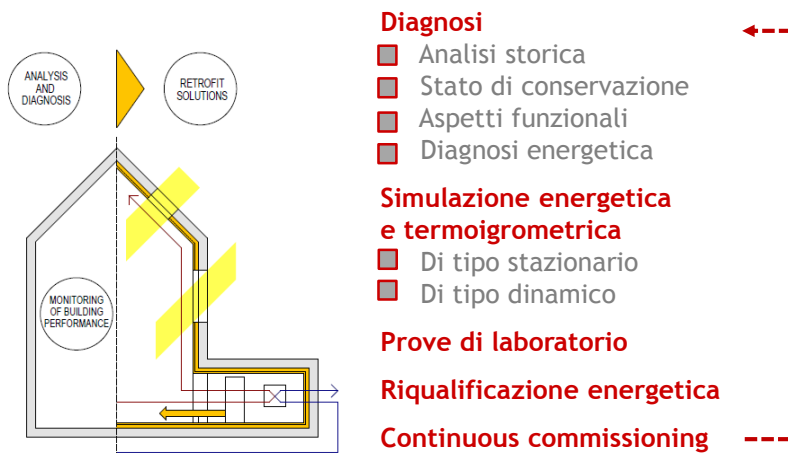 ANALYSIS
AND
DIAGNOSIS
RETROFIT
SOLUTIONS
MONITORING
OF BUILDING
PERFORMANCE
Diagnosi
Analisi storica
Stato di conservazione
Aspetti funzionali
Diagnosi energetica
Simulazione energetica
e termoigrometrica
Di tipo stazionario
Di tipo dinamico
Prove di laboratorio
Riqualificazione energetica
Continuous commissioning